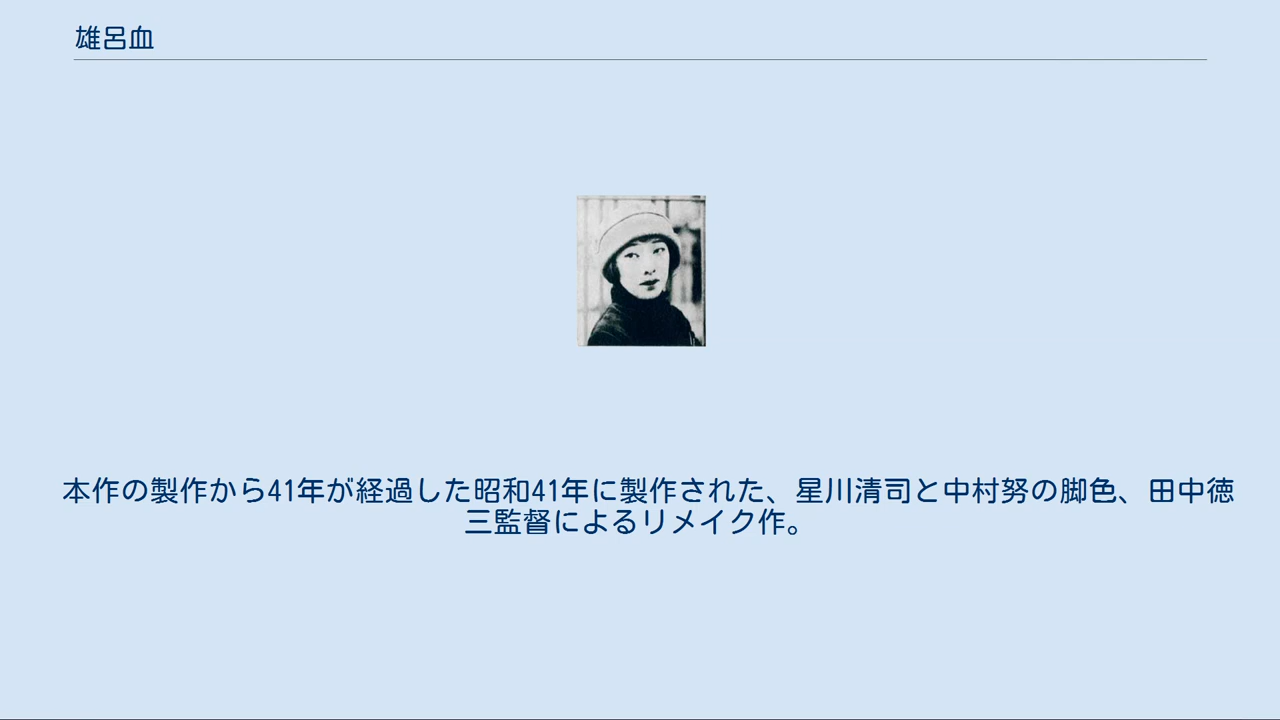 雄呂血
本作の製作から41年が経過した昭和41年に製作された、星川清司と中村努の脚色、田中徳
三監督によるリメイク作。